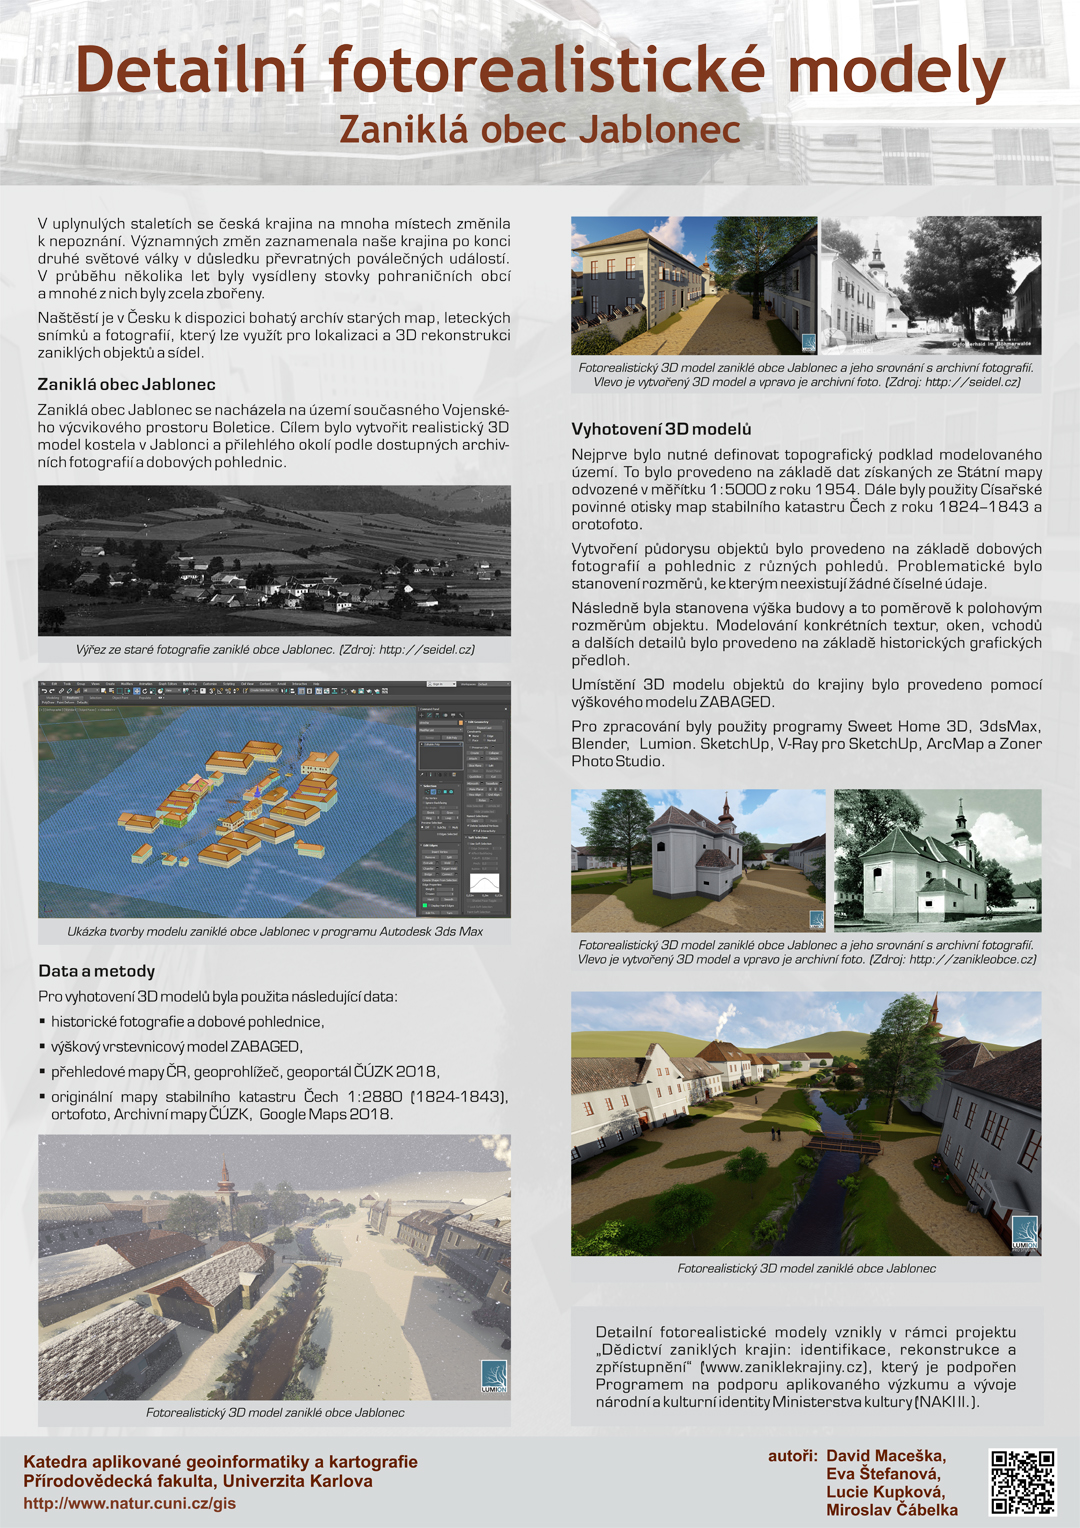 Detailní fotorealistické modely
Zaniklá obec Jablonec
V uplynulých staletích se česká krajina na mnoha místech změnila
k nepoznání. Významných změn zaznamenala naše krajina po konci
druhé světové války v důsledku převratných poválečných událostí.
V průběhu několika let byly vysídleny stovky pohraničních obcí
a mnohé z nich byly zcela zbořeny.
Naštěstí je v Česku k dispozici bohatý archív starých map, leteckých
snímků a fotografií, který lze využít pro lokalizaci a 3D rekonstrukci
zaniklých objektů a sídel.
Zaniklá obec Jablonec
Zaniklá obec Jablonec se nacházela na území současného Vojenské-
ho výcvikového prostoru Boletice. Cílem bylo vytvořit realistický 3D
model kostela v Jablonci a přilehlého okolí podle dostupných archiv-
ních fotografií a dobových pohlednic.
Výřez ze staré fotografie zaniklé obce Jablonec. (Zdroj: http://seidel.cz)
Ukázka tvorby modelu zaniklé obce Jablonec v programu Autodesk 3ds Max
Data a metody
Pro vyhotovení 3D modelů byla použita následující data:
▪ historické fotografie a dobové pohlednice,
▪ výškový vrstevnicový model ZABAGED,
▪ přehledové mapy ČR, geoprohlížeč, geoportál ČÚZK 2018,
▪ originální mapy stabilního katastru Čech 1:2880 (1824-1843),
ortofoto, Archivní mapy ČÚZK, Google Maps 2018.
LUMION
Fotorealistický 3D model zaniklé obce Jablonec
Oberhaid im Böhmerwalde
Fotorealistický 3D model zaniklé obce Jablonec a jeho srovnání s archivní fotografií.
Vlevo je vytvořený 3D model a vpravo je archivní foto. (Zdroj: http://seidel.cz)
Vyhotovení 3D modelů
Nejprve bylo nutné definovat topografický podklad modelovaného
území. To bylo provedeno na základě dat získaných ze Státní mapy
odvozené v měřítku 1:5000 z roku 1954. Dále byly použity Císařské
povinné otisky map stabilního katastru Čech z roku 1824–1843 a
orotofoto.
Vytvoření půdorysu objektů bylo provedeno na základě dobových
fotografií a pohlednic z různých pohledů. Problematické bylo
stanovení rozměrů, ke kterým neexistují žádné číselné údaje.
Následně byla stanovena výška budovy a to poměrově k polohovým
rozměrům objektu. Modelování konkrétních textur, oken, vchodů
a dalších detailů bylo provedeno na základě historických grafických
předloh.
Umístění 3D modelu objektů do krajiny bylo provedeno pomocí
výškového modelu ZABAGED.
Pro zpracování byly použity programy Sweet Home 3D, 3dsMax,
Blender, Lumion. SketchUp, V-Ray pro SketchUp, ArcMap a Zoner
Photo Studio.
Fotorealistický 3D model zaniklé obce Jablonec a jeho srovnání s archivní fotografií.
Vlevo je vytvořený 3D model a vpravo je archivní foto. (Zdroj: http://zanikleobce.cz)
LUMION
Fotorealistický 3D model zaniklé obce Jablonec
Detailní fotorealistické modely vznikly v rámci projektu
„Dědictví zaniklých krajin: identifikace, rekonstrukce a
zpřístupnění“ (www.zaniklekrajiny.cz), který je podpořen
Programem na podporu aplikovaného výzkumu a vývoje
národní a kulturní identity Ministerstva kultury (NAKI II. ).
Katedra aplikované geoinformatiky a kartografie
Přírodovědecká fakulta, Univerzita Karlova
http://www.natur.cuni.cz/gis
autoři: David Maceška,
Eva Štefanová,
Lucie Kupková,
Miroslav Čábelka